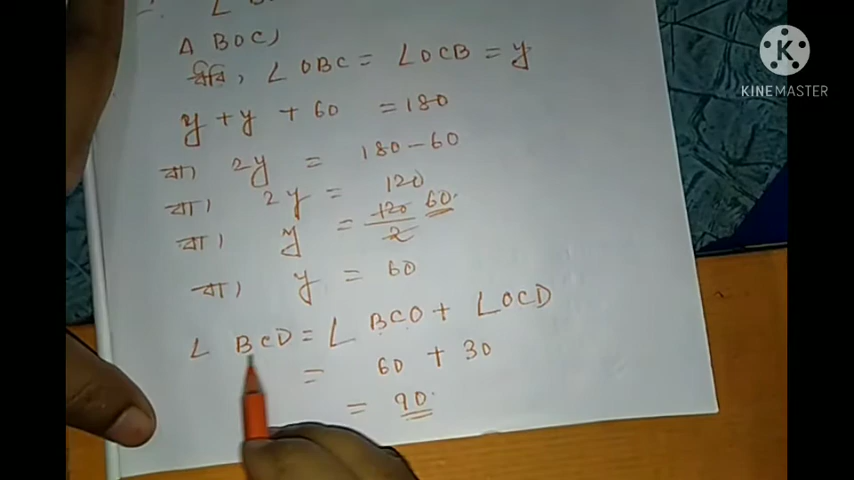 Δ BOC)
ধৰি, ∠OBC = ∠OCB = y
y + y + 60 = 180
বা। 2y = 180 - 60
বা। 2y = 120
বা। y = 120/2 60
বা। y = 60
∠BCD = ∠BCO + ∠OCD
= 60 + 30
= 90
KINEMASTER